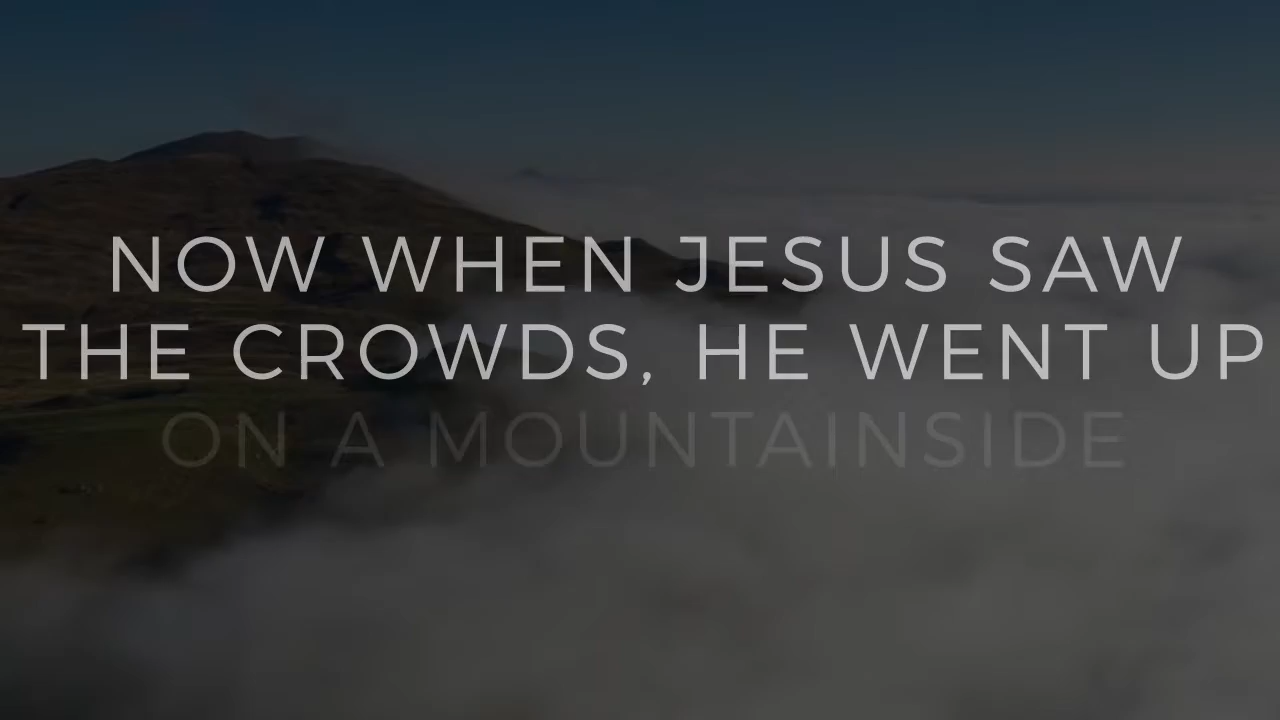 NOW WHEN JESUS SAW
THE CROWDS, HE WENT UP
ON A MOUNTAINSIDE